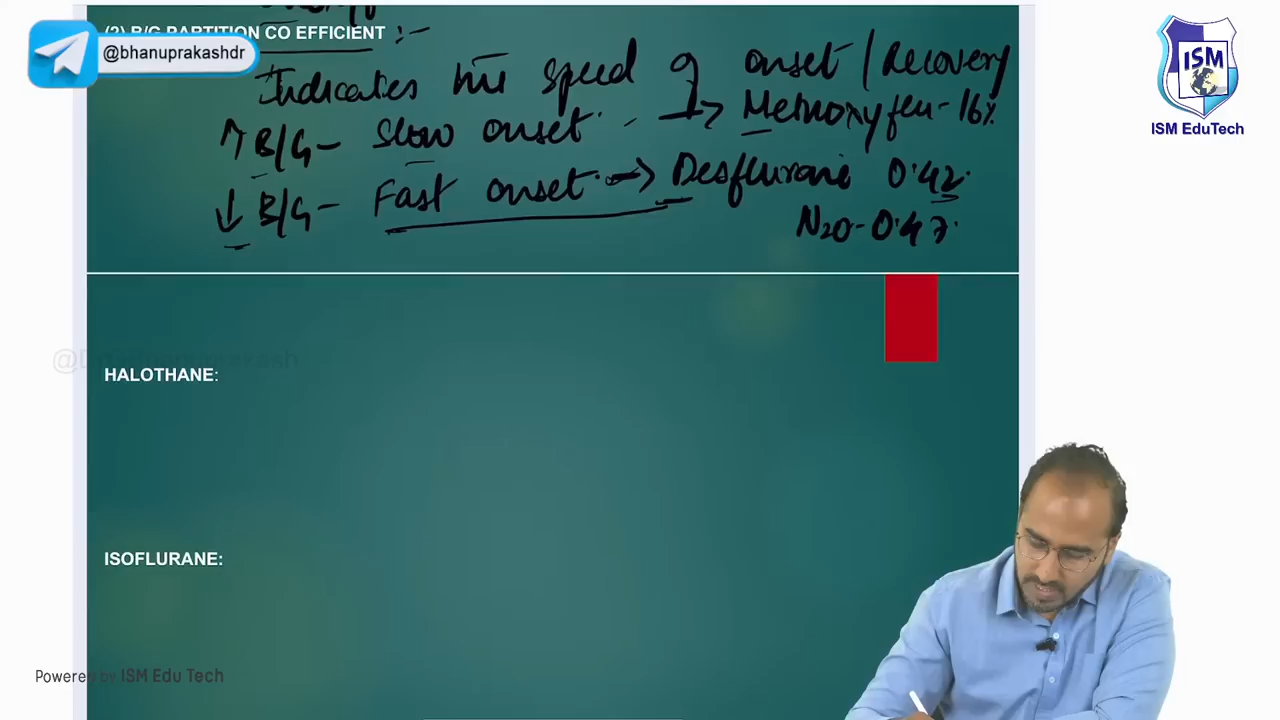 (2) B/G PARTITION CO EFFICIENT :-
@bhanuprakashdr
Indicates the speed of onset / Recovery
↑ B/G - Slow onset. → Methoxyflu - 16%
↓ B/G - Fast onset. → Desflurane 0.42.
N2O - 0.47.
HALOTHANE:
ISOFLURANE:
Powered by ISM Edu Tech
ISM
ISM EduTech